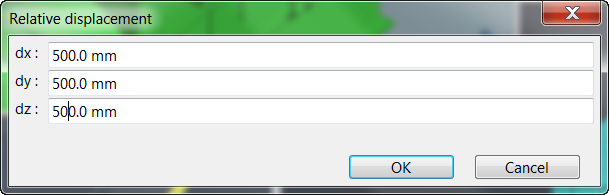 Relative displacement
dx : 500.0 mm
dy : 500.0 mm
dz : 500.0 mm
OK Cancel